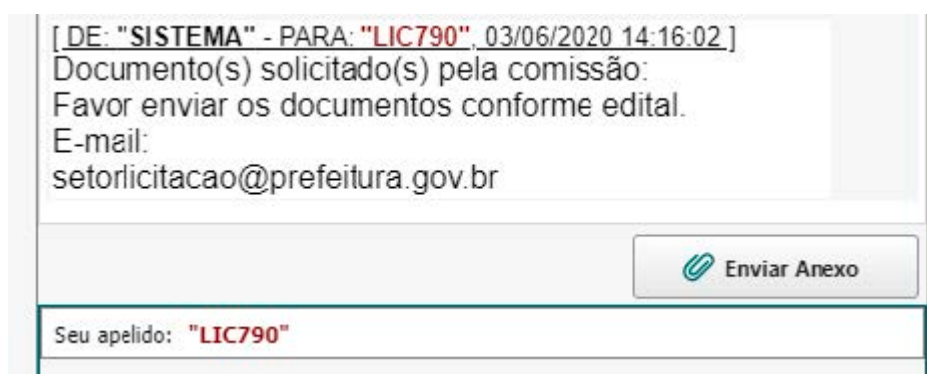 [ DE: "SISTEMA" - PARA: "LIC790", 03/06/2020 14:16:02 ]
Documento(s) solicitado(s) pela comissão:
Favor enviar os documentos conforme edital.
E-mail:
setorlicitacao@prefeitura.gov.br
Enviar Anexo
Seu apelido: "LIC790"